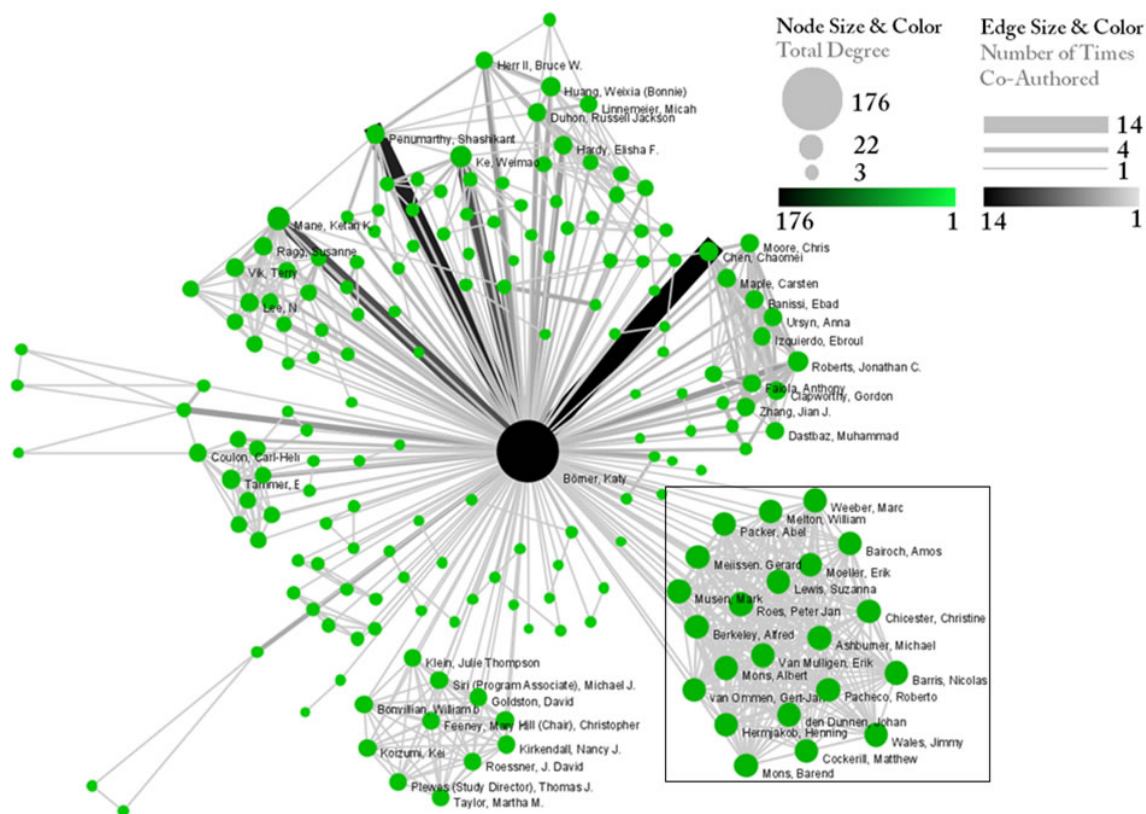 Node Size & Color
Total Degree
176
22
3
176
1
Edge Size & Color
Number of Times
Co-Authored
14
4
1
14
1
Herr II, Bruce W.
Huang, Weixia (Bonnie)
Linnemeier, Micah
Duhon, Russell Jackson
Penumarthy, Shashikant
Hardy, Elisha F.
Ke, Weimao
Mane, Ketan K.
Ragg, Susanne
Vik, Terry
Lee, N
Moore, Chris
Chen, Chaomei
Maple, Carsten
Banissi, Ebad
Ursyn, Anna
Izquierdo, Ebroul
Roberts, Jonathan C.
Faiola, Anthony
Clapworthy, Gordon
Zhang, Jian J.
Dastbaz, Muhammad
Coulon, Carl-Heli
Tammer, E
Börner, Katy
Weeber, Marc
Melton, William
Packer, Abel
Bairoch, Amos
Meijssen, Gerard
Moeller, Erik
Lewis, Suzanna
Musen, Mark
Roes, Peter Jan
Chicester, Christine
Berkeley, Alfred
Ashburner, Michael
Van Mulligen, Erik
Mons, Albert
Barris, Nicolas
van Ommen, Gert-Jan
Pacheco, Roberto
den Dunnen, Johan
Hermjakob, Henning
Wales, Jimmy
Cockerill, Matthew
Mons, Barend
Klein, Julie Thompson
Siri (Program Associate), Michael J.
Goldston, David
Bonvillian, William B
Feeney, Mary
Hill (Chair), Christopher
Kirkendall, Nancy J.
Koizumi, Kei
Roessner, J. David
Plewes (Study Director), Thomas J.
Taylor, Martha M.